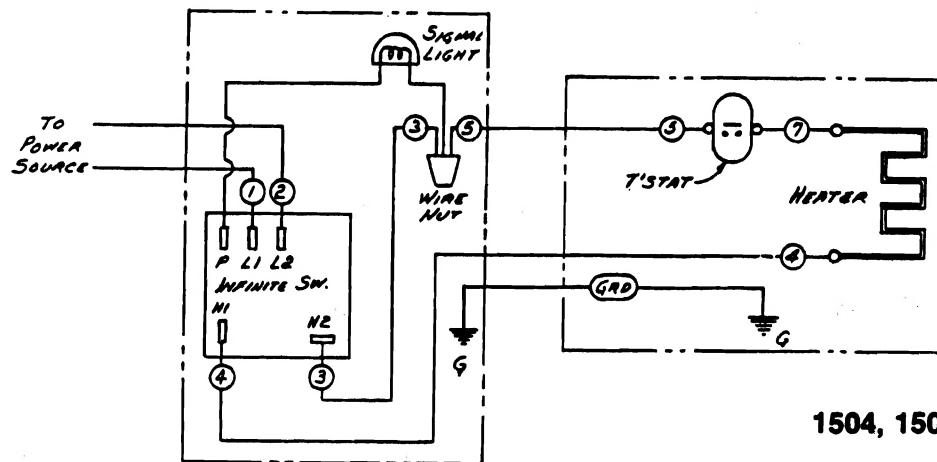 SIGNAL
LIGHT
TO
POWER
SOURCE
3
5
5
7
T'STAT
HEATER
WIRE
NUT
1
2
P L1 L2
INFINITE SW.
H1
H2
4
GRD
G
G
4
3
1504, 150